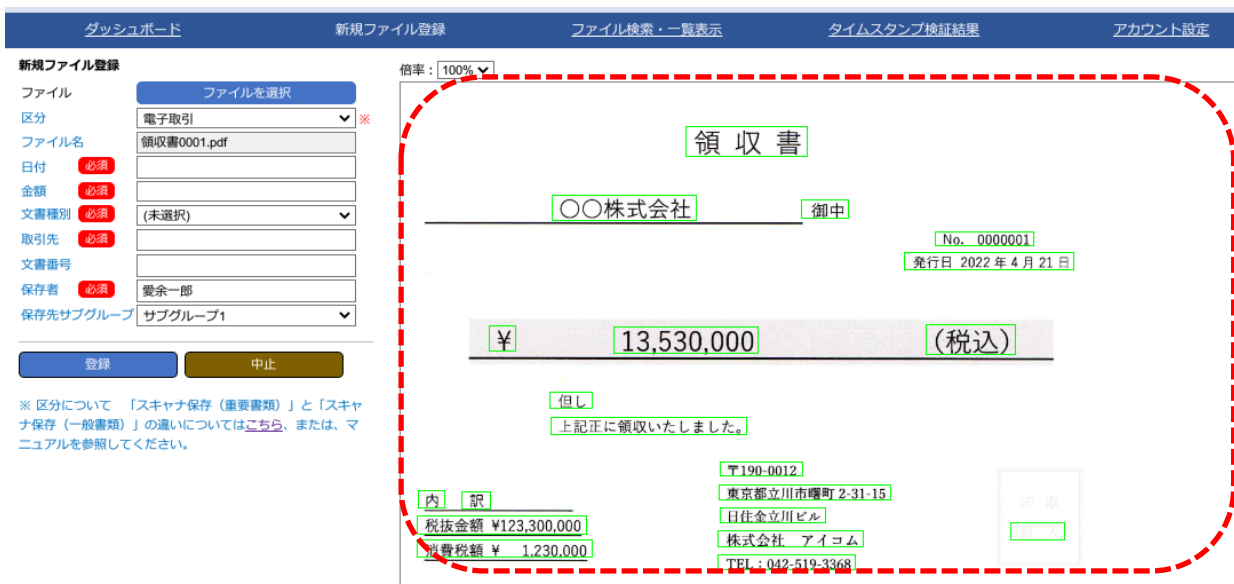 ダッシュボード 新規ファイル登録 ファイル検索・一覧表示 タイムスタンプ検証結果 アカウント設定
新規ファイル登録
ファイル ファイルを選択
区分 電子取引 ※
ファイル名 領収書0001.pdf
日付 必須
金額 必須
文書種別 必須 (未選択)
取引先 必須
文書番号
保存者 必須 愛余一郎
保存先サブグループ サブグループ1
登録 中止
※ 区分について 「スキャナ保存（重要書類）」と「スキャ
ナ保存（一般書類）」の違いについてはこちら、または、マ
ニュアルを参照してください。
倍率： 100%
領 収 書
〇〇株式会社 御中
No. 0000001
発行日 2022 年 4 月 21 日
¥ 13,530,000 (税込)
但し
上記正に領収いたしました。
内 訳
税抜金額 ¥123,300,000
消費税額 ¥ 1,230,000
〒190-0012
東京都立川市曙町 2-31-15
日住金立川ビル
株式会社 アイコム
TEL：042-519-3368